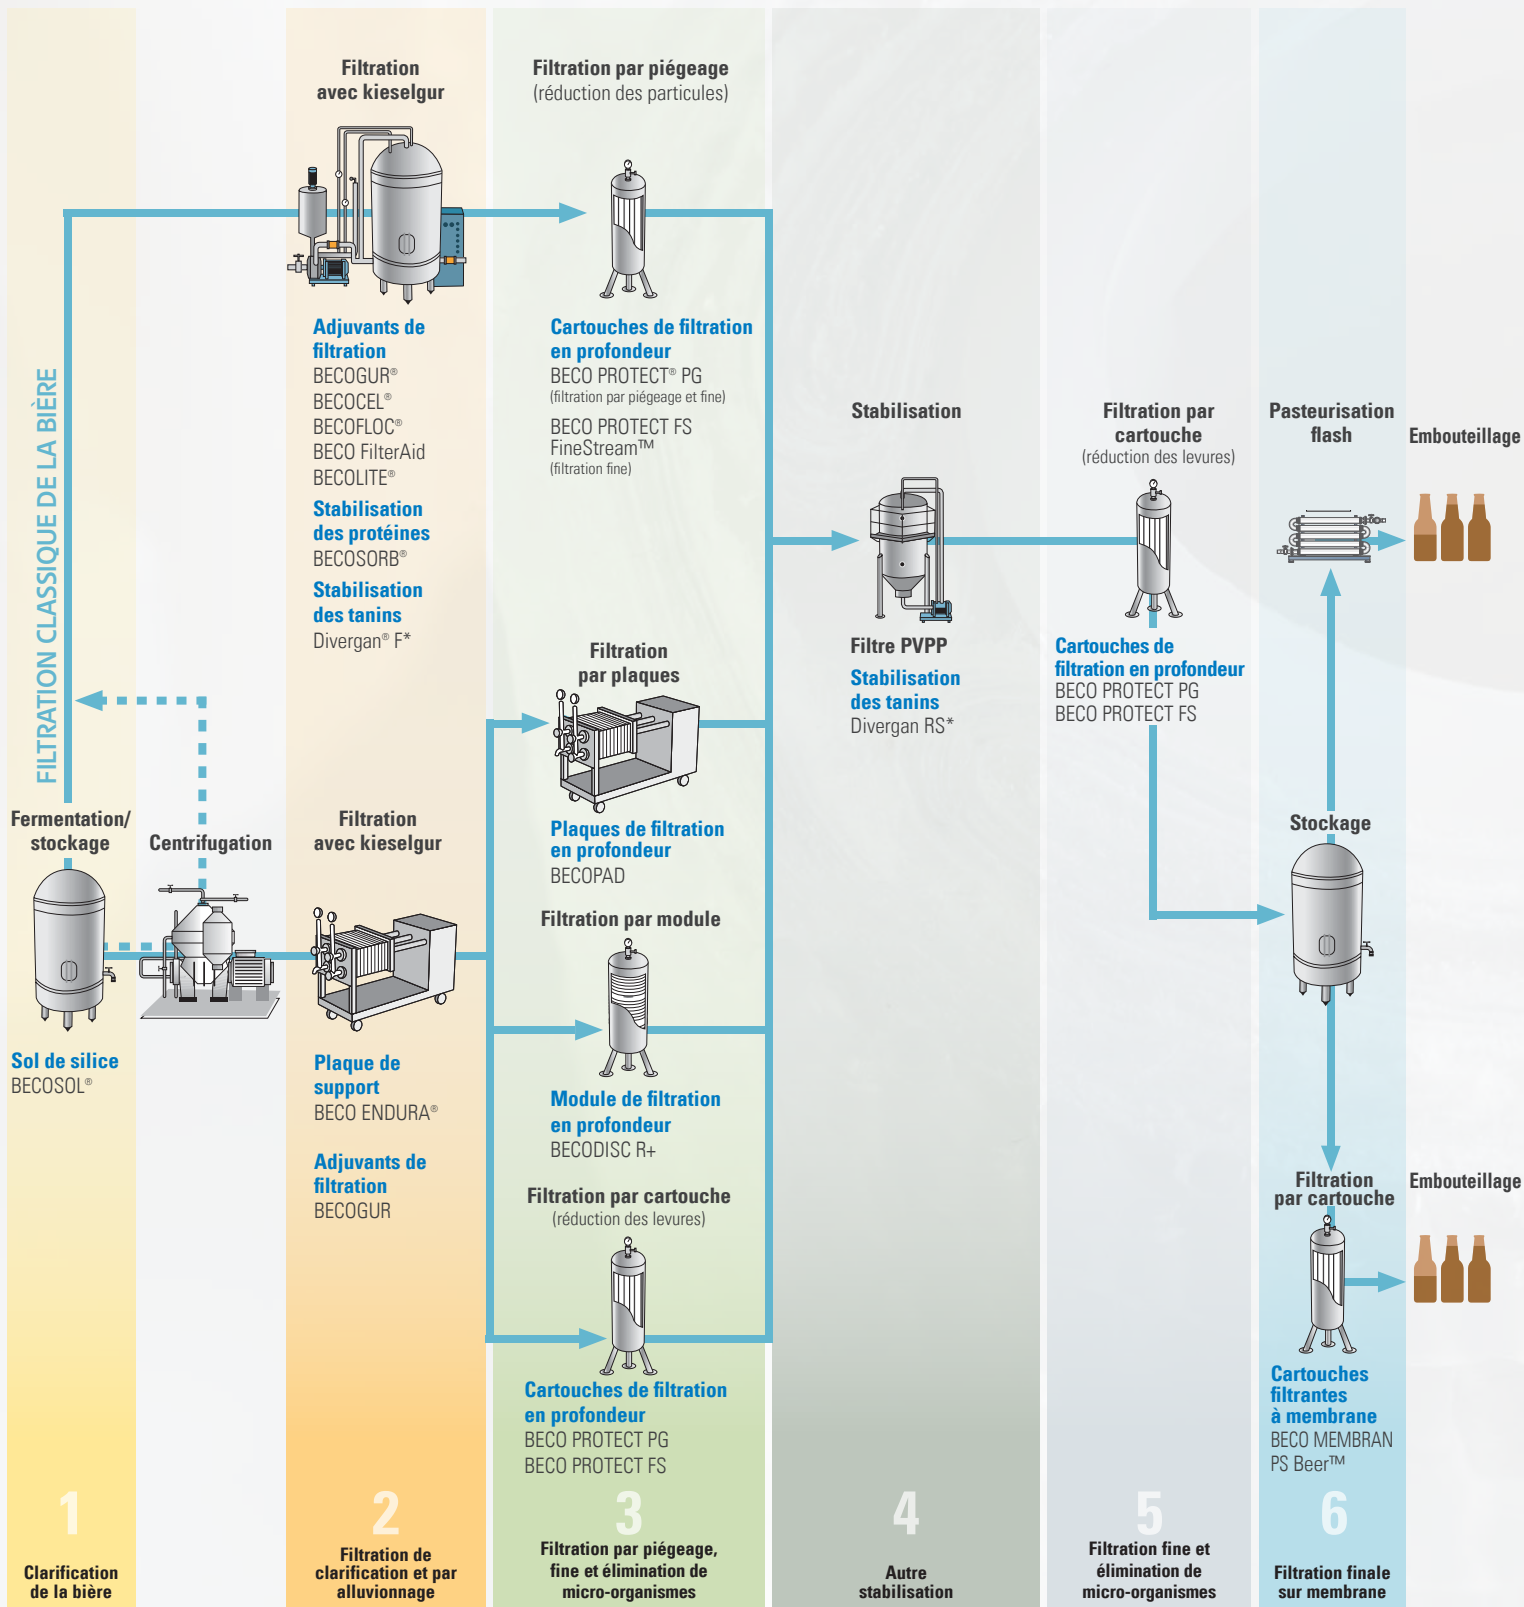 FILTRATION CLASSIQUE DE LA BIÈRE
Fermentation/
stockage
Sol de silice
BECOSOL®
1
Clarification
de la bière
Centrifugation
Filtration
avec kieselgur
Adjuvants de
filtration
BECOGUR®
BECOCEL®
BECOFLOC®
BECO FilterAid
BECOLITE®
Stabilisation
des protéines
BECOSORB®
Stabilisation
des tanins
Divergan® F*
Filtration
avec kieselgur
Plaque de
support
BECO ENDURA®
Adjuvants de
filtration
BECOGUR
2
Filtration de
clarification et par
alluvionnage
Filtration par piégeage
(réduction des particules)
Cartouches de filtration
en profondeur
BECO PROTECT® PG
(filtration par piégeage et fine)
BECO PROTECT FS
FineStream™
(filtration fine)
Filtration
par plaques
Plaques de filtration
en profondeur
BECOPAD
Filtration par module
Module de filtration
en profondeur
BECODISC R+
Filtration par cartouche
(réduction des levures)
Cartouches de filtration
en profondeur
BECO PROTECT PG
BECO PROTECT FS
3
Filtration par piégeage,
fine et élimination de
micro-organismes
Stabilisation
Filtre PVPP
Stabilisation
des tanins
Divergan RS*
4
Autre
stabilisation
Filtration par
cartouche
(réduction des levures)
Cartouches de
filtration en profondeur
BECO PROTECT PG
BECO PROTECT FS
5
Filtration fine et
élimination de
micro-organismes
Pasteurisation
flash
Embouteillage
Stockage
Filtration
par cartouche
Embouteillage
Cartouches
filtrantes
à membrane
BECO MEMBRAN
PS Beer™
6
Filtration finale
sur membrane